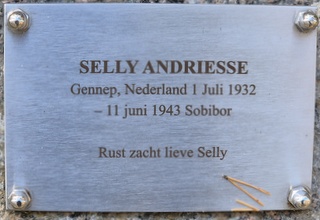 SELLY ANDRIESSE
Gennep, Nederland 1 Juli 1932
– 11 juni 1943 Sobibor
Rust zacht lieve Selly